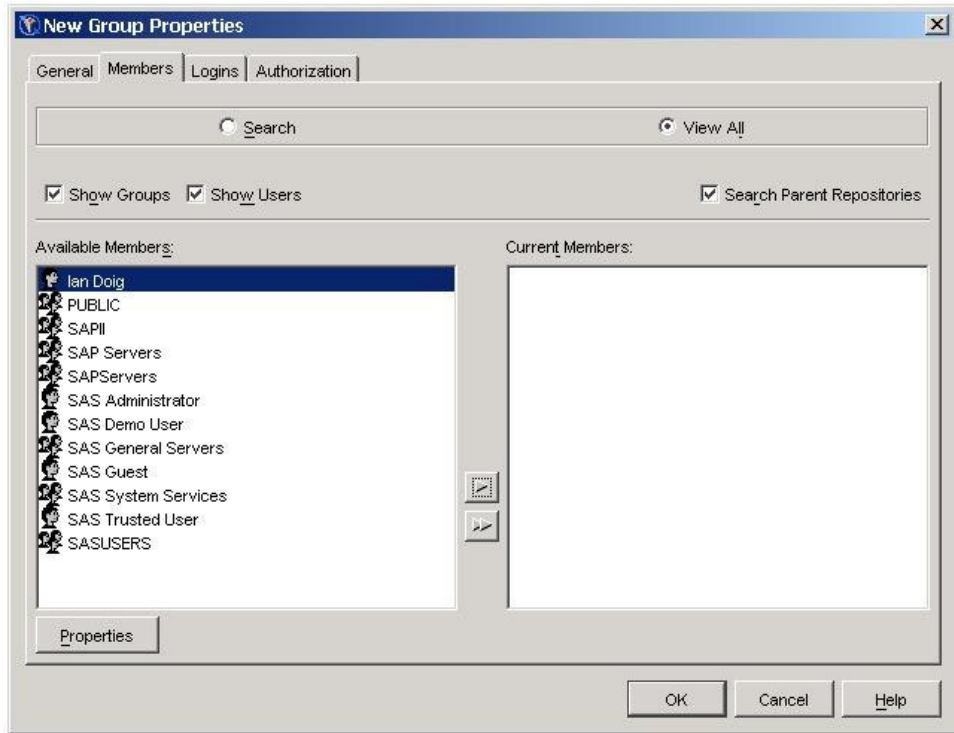 New Group Properties
General Members Logins Authorization
Search View All
Show Groups Show Users Search Parent Repositories
Available Members: Current Members:
Ian Doig
PUBLIC
SAPII
SAP Servers
SAPServers
SAS Administrator
SAS Demo User
SAS General Servers
SAS Guest
SAS System Services
SAS Trusted User
SASUSERS
Properties
OK Cancel Help